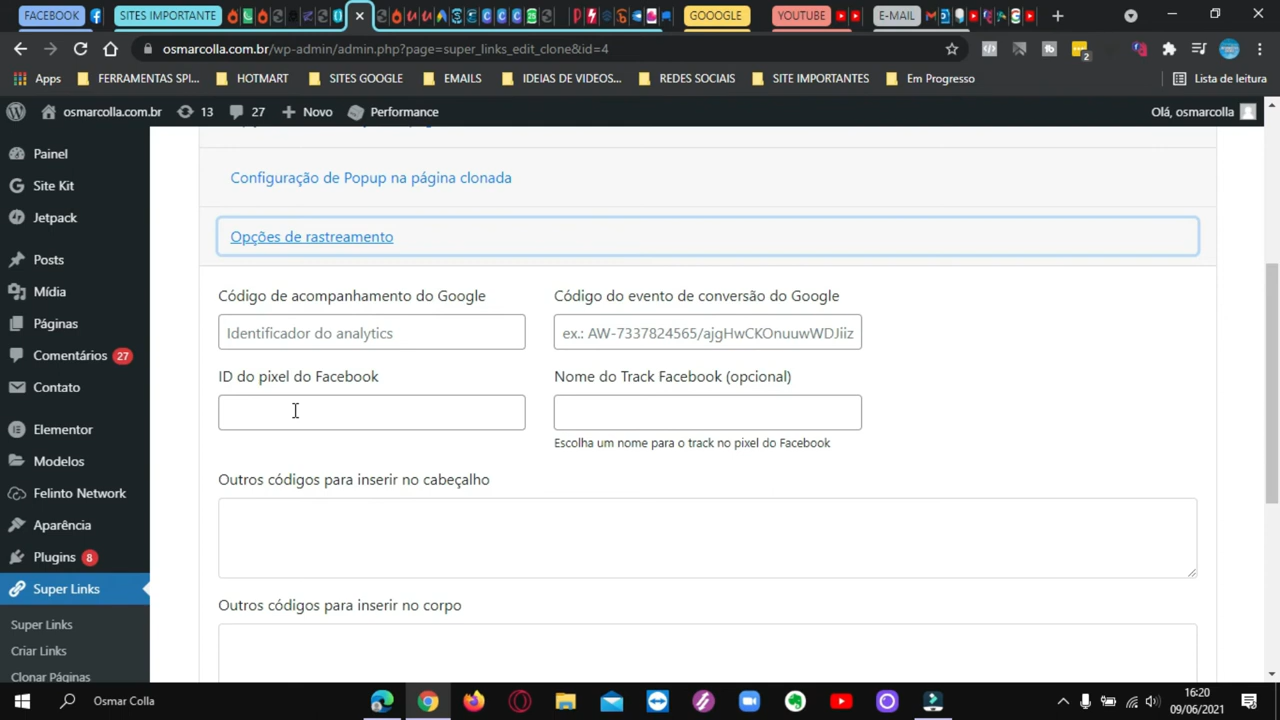 FACEBOOK
SITES IMPORTANTE
GOOOGLE
YOUTUBE
E-MAIL
osmarcolla.com.br/wp-admin/admin.php?page=super_links_edit_clone&id=4
2
Apps
FERRAMENTAS SPI...
HOTMART
SITES GOOGLE
EMAILS
IDEIAS DE VIDEOS...
REDES SOCIAIS
SITE IMPORTANTES
Em Progresso
Lista de leitura
osmarcolla.com.br
13
27
Novo
Performance
Olá, osmarcolla
Painel
Site Kit
Jetpack
Posts
Mídia
Páginas
Comentários 27
Contato
Elementor
Modelos
Felinto Network
Aparência
Plugins 8
Super Links
Super Links
Criar Links
Clonar Páginas
Configuração de Popup na página clonada
Opções de rastreamento
Código de acompanhamento do Google
Código do evento de conversão do Google
Identificador do analytics
ex.: AW-7337824565/ajgHwCKOnuuwWDJiiz
ID do pixel do Facebook
Nome do Track Facebook (opcional)
Escolha um nome para o track no pixel do Facebook
Outros códigos para inserir no cabeçalho
Outros códigos para inserir no corpo
Osmar Colla
16:20
09/06/2021